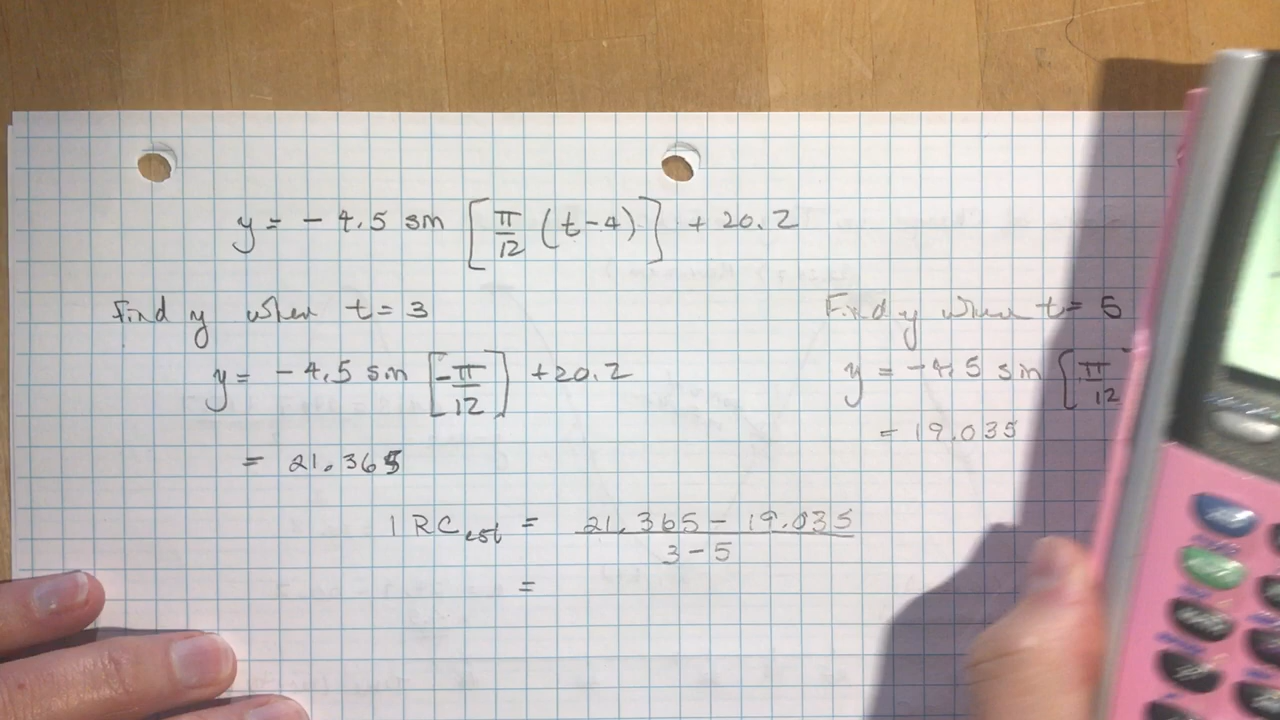 y = - 4.5 sin [π/12 (t-4)] + 20.2
Find y when t = 3
y = - 4.5 sin [-π/12] + 20.2
= 21.365
Find y when t = 5
y = -4.5 sin [π/12
= 19.035
IRC est = 21.365 - 19.035 / 3 - 5
=